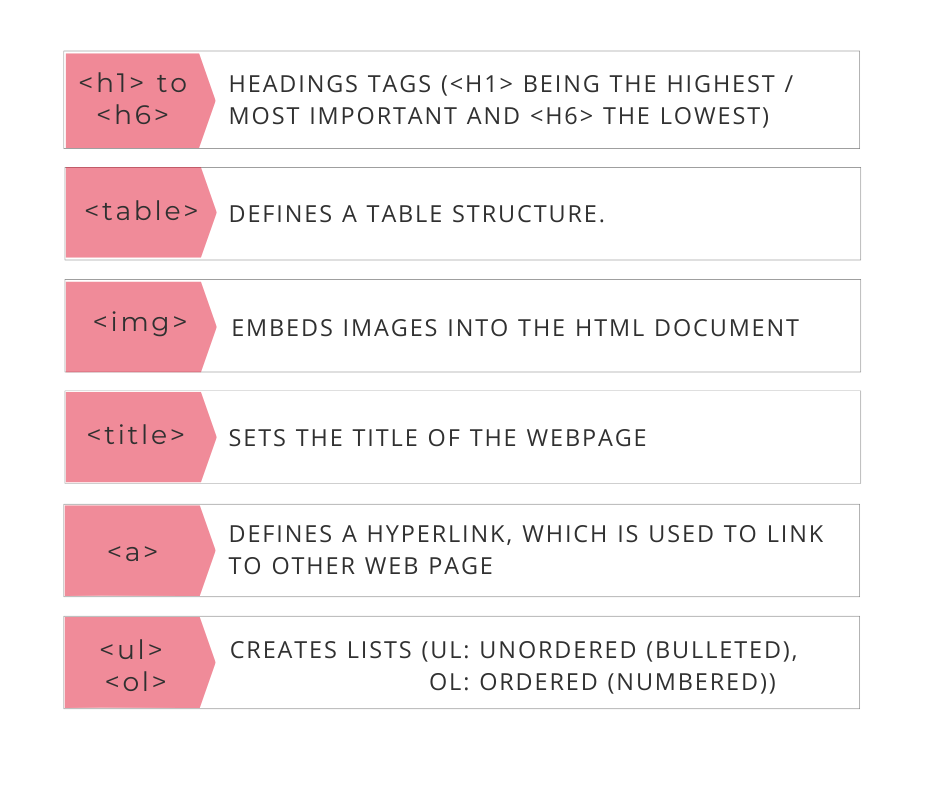 <h1> to
<h6>
HEADINGS TAGS (<H1> BEING THE HIGHEST /
MOST IMPORTANT AND <H6> THE LOWEST)
<table>
DEFINES A TABLE STRUCTURE.
<img>
EMBEDS IMAGES INTO THE HTML DOCUMENT
<title>
SETS THE TITLE OF THE WEBPAGE
<a>
DEFINES A HYPERLINK, WHICH IS USED TO LINK
TO OTHER WEB PAGE
<ul>
<ol>
CREATES LISTS (UL: UNORDERED (BULLETED),
OL: ORDERED (NUMBERED))